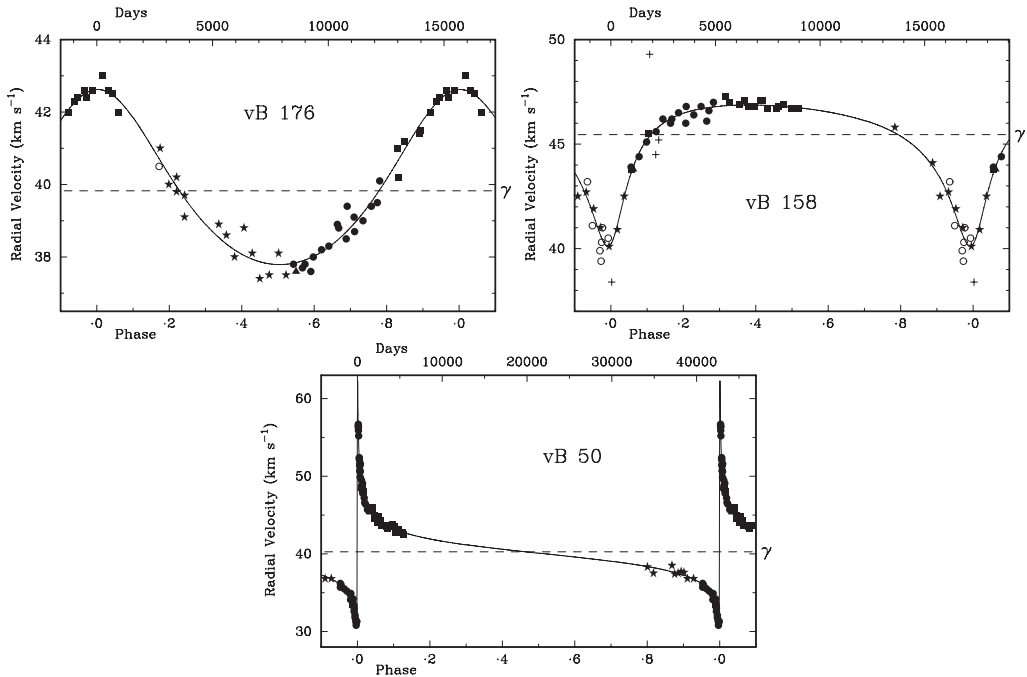 Days
0 5000 10000 15000
44
42
40
38
Radial Velocity (km s⁻¹)
vB 176
γ
·0 ·2 ·4 ·6 ·8 ·0
Phase
Days
0 5000 10000 15000
50
45
40
Radial Velocity (km s⁻¹)
vB 158
γ
·0 ·2 ·4 ·6 ·8 ·0
Phase
Days
0 10000 20000 30000 40000
60
50
40
30
Radial Velocity (km s⁻¹)
vB 50
γ
·0 ·2 ·4 ·6 ·8 ·0
Phase